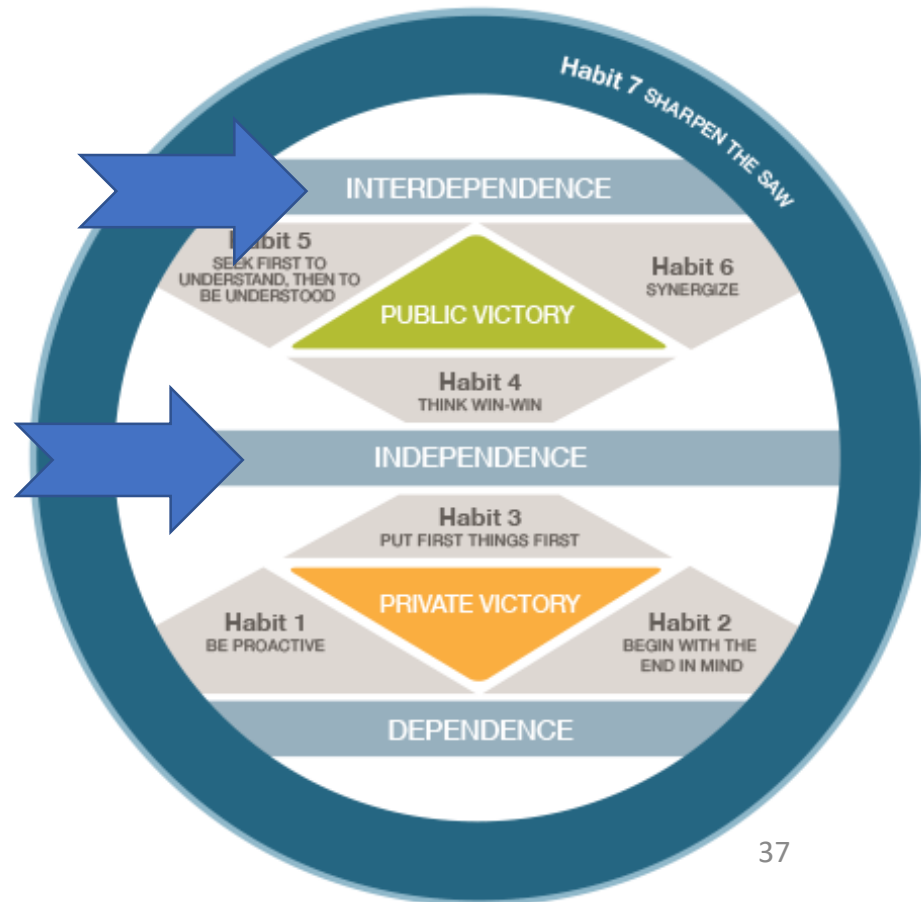 Habit 7 SHARPEN THE SAW
INTERDEPENDENCE
Habit 5
SEEK FIRST TO
UNDERSTAND, THEN TO
BE UNDERSTOOD
Habit 6
SYNERGIZE
PUBLIC VICTORY
Habit 4
THINK WIN-WIN
INDEPENDENCE
Habit 3
PUT FIRST THINGS FIRST
PRIVATE VICTORY
Habit 1
BE PROACTIVE
Habit 2
BEGIN WITH THE
END IN MIND
DEPENDENCE
37